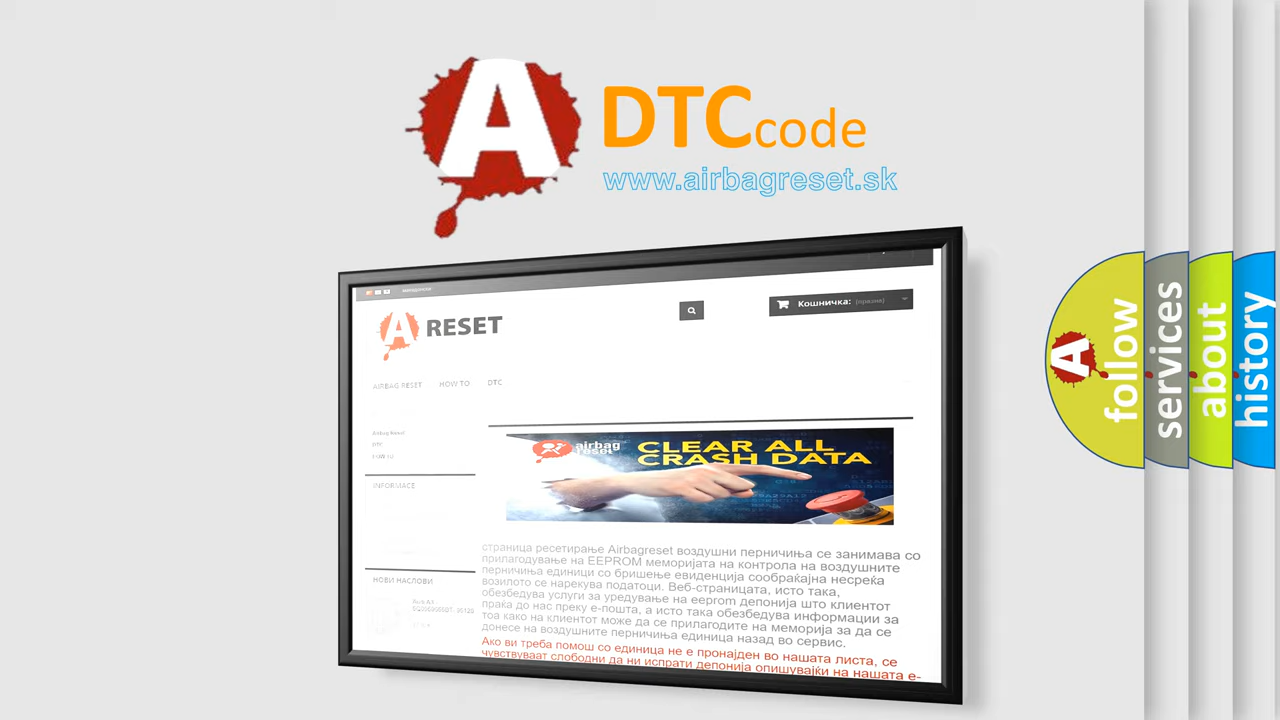 A
DTC code
www.airbagreset.sk
A RESET
Кошничка: (празно)
AIRBAG RESET HOW TO DTC
Airbag Reset
DTC
HOW TO
INFORMACE
airbag
reset
CLEAR ALL
CRASH DATA
страница ресетирање Airbagreset воздушни перничиња се занимава со
прилагодување на EEPROM меморијата на контрола на воздушните
перничиња единици со бришење евиденција сообраќајна несреќа
возилото се нарекува податоци. Веб-страницата, исто така,
обезбедува услуги за уредување на eeprom депонија што клиентот
праќа до нас преку е-пошта, а исто така обезбедува информации за
тоа како на клиентот може да се прилагодите на меморија за да се
донесе на воздушните перничиња единица назад во сервис.
Ако ви треба помош со единица не е пронајден во нашата листа, се
чувствуваат слободни да ни испрати депонија опишувајќи на нашата е-
НОВИ НАСЛОВИ
A
follow
services
about
history